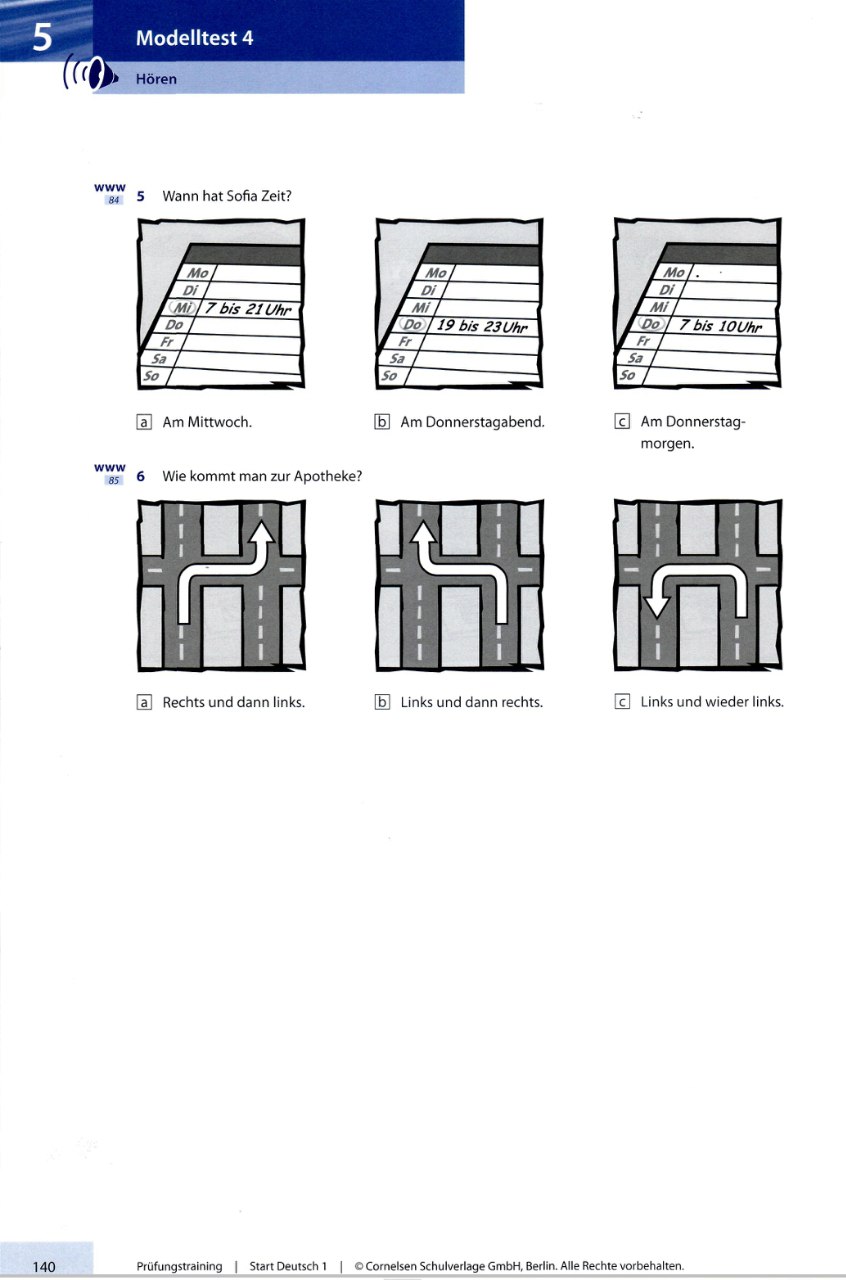 5
Modelltest 4
Hören
www
84
5 Wann hat Sofia Zeit?
Mo
Di
Mi 7 bis 21 Uhr
Do
Fr
Sa
So
Mo
Di
Mi
Do 19 bis 23 Uhr
Fr
Sa
So
Mo
Di
Mi
Do 7 bis 10 Uhr
Fr
Sa
So
a Am Mittwoch.
b Am Donnerstagabend.
c Am Donnerstag-
morgen.
www
85
6 Wie kommt man zur Apotheke?
a Rechts und dann links.
b Links und dann rechts.
c Links und wieder links.
140 Prüfungstraining | Start Deutsch 1 | © Cornelsen Schulverlage GmbH, Berlin. Alle Rechte vorbehalten.